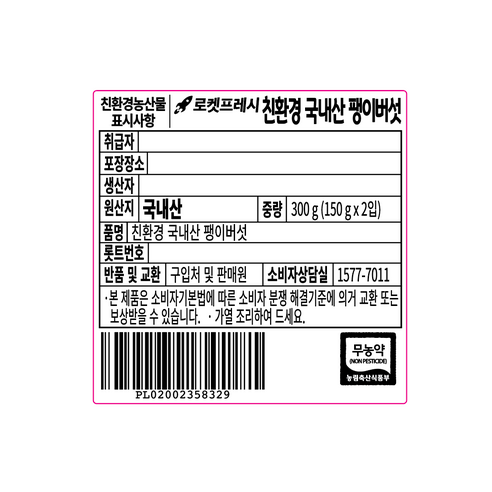 친환경농산물 표시사항
로켓프레시 친환경 국내산 팽이버섯
취급자
포장장소
생산자
원산지 국내산 중량 300 g (150 g x 2입)
품명 친환경 국내산 팽이버섯
롯트번호
반품 및 교환 구입처 및 판매원 소비자상담실 1577-7011
·본 제품은 소비자기본법에 따른 소비자 분쟁 해결기준에 의거 교환 또는
보상받을 수 있습니다. ·가열 조리하여 드세요.
무농약
(NON PESTICIDE)
농림축산식품부
PL02002358329